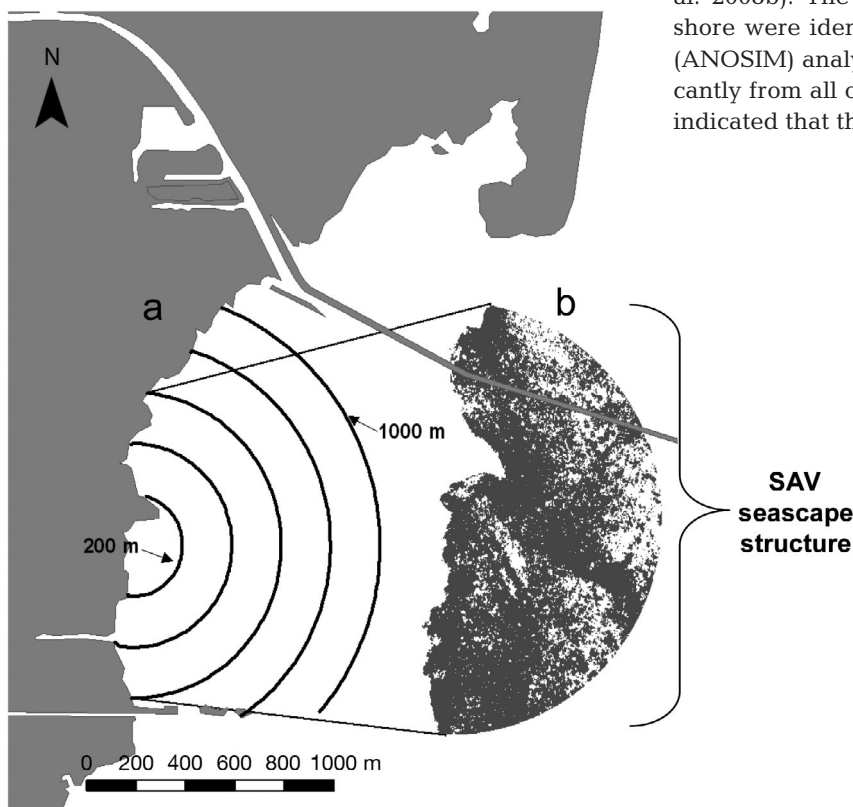 al. 2008b). The
shore were iden
(ANOSIM) analy
cantly from all o
indicated that th
N
a
b
1000 m
200 m
SAV
seascape
structure
0 200 400 600 800 1000 m